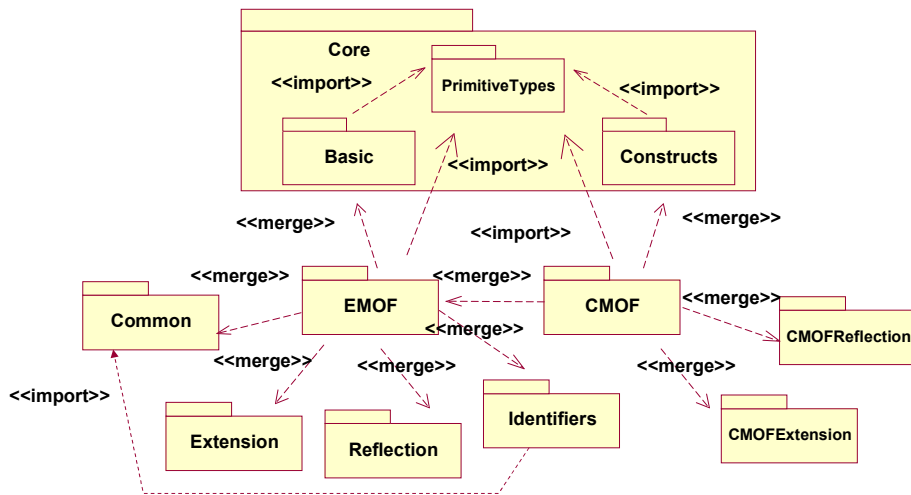 Core
<<import>>
PrimitiveTypes
<<import>>
Basic
<<import>>
Constructs
<<merge>>
<<import>>
<<merge>>
<<merge>>
EMOF
<<merge>>
CMOF
<<merge>>
Common
<<merge>>
<<merge>>
<<merge>>
CMOFReflection
<<merge>>
<<import>>
Extension
Reflection
Identifiers
CMOFExtension